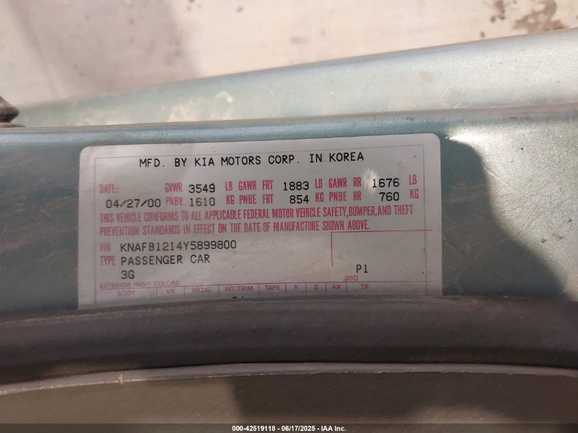 MFD. BY KIA MOTORS CORP. IN KOREA
DATE: GVWR 3549 LB GAWR FRT 1883 LB GAWR RR 1676 LB
04/27/00 PNBV 1610 KG PNBE FRT 854 KG PNBE RR 760 KG
THIS VEHICLE CONFORMS TO ALL APPLICABLE FEDERAL MOTOR VEHICLE SAFETY,BUMPER,AND THEFT
PREVENTION STANDARDS IN EFFECT ON THE DATE OF MANUFACTURE SHOWN ABOVE.
VIN KNAFB1214Y5899800
TYPE PASSENGER CAR
3G P1
000-42519118 - 06/17/2025 - IAA Inc.